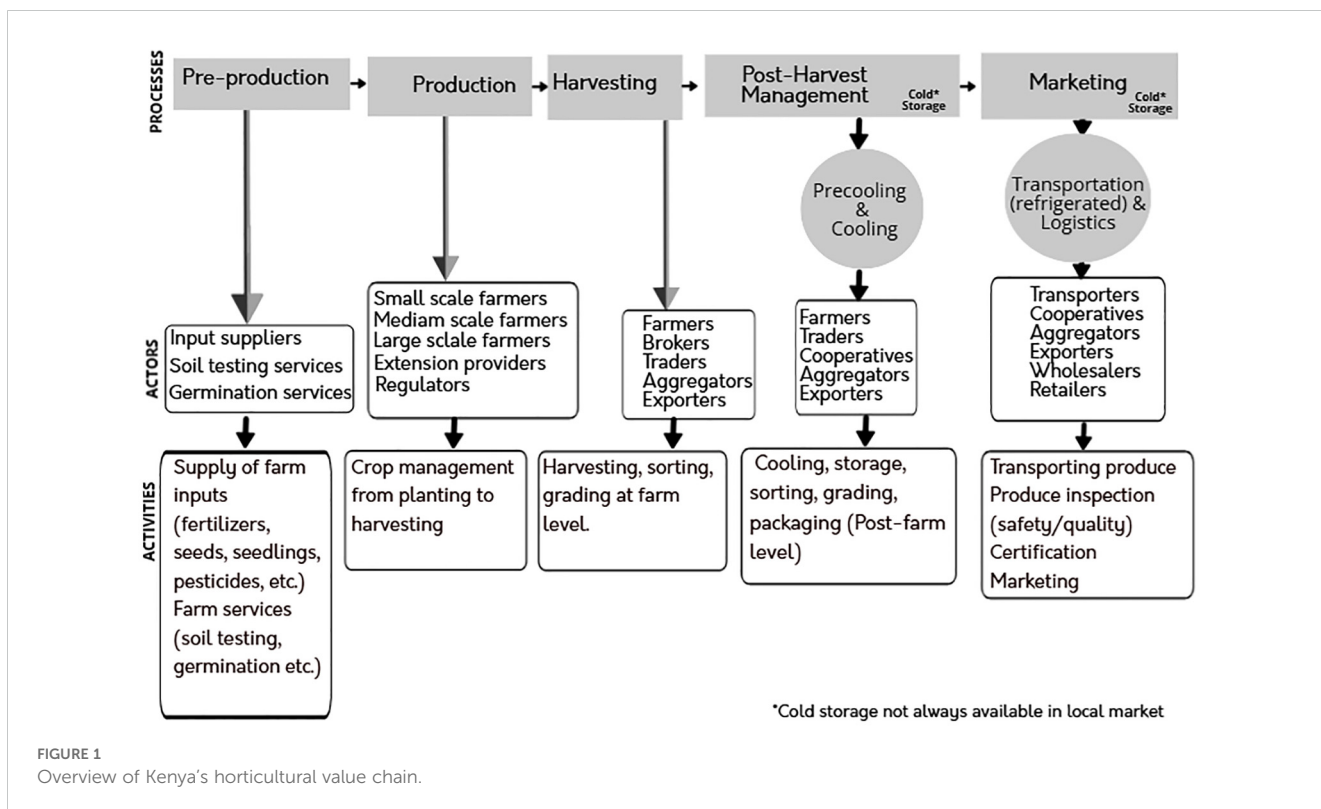 PROCESSES
Pre-production
Production
Harvesting
Post-Harvest
Management
Cold*
Storage
Marketing
Cold*
Storage
Precooling
&
Cooling
Transportation
(refrigerated) &
Logistics
ACTORS
Input suppliers
Soil testing services
Germination services
Small scale farmers
Mediam scale farmers
Large sclale farmers
Extension providers
Regulators
Farmers
Brokers
Traders
Aggregators
Exporters
Farmers
Traders
Cooperatives
Aggregators
Exporters
Transporters
Cooperatives
Aggregators
Exporters
Wholesalers
Retailers
ACTIVITIES
Supply of farm
inputs
(fertilizers,
seeds, seedlings,
pesticides, etc.)
Farm services
(soil testing,
germination etc.)
Crop management
from planting to
harvesting
Harvesting, sorting,
grading at farm
level.
Cooling, storage,
sorting, grading,
packaging (Post-farm
level)
Transporting produce
Produce inspection
(safety/quality)
Certification
Marketing
*Cold storage not always available in local market
FIGURE 1
Overview of Kenya's horticultural value chain.